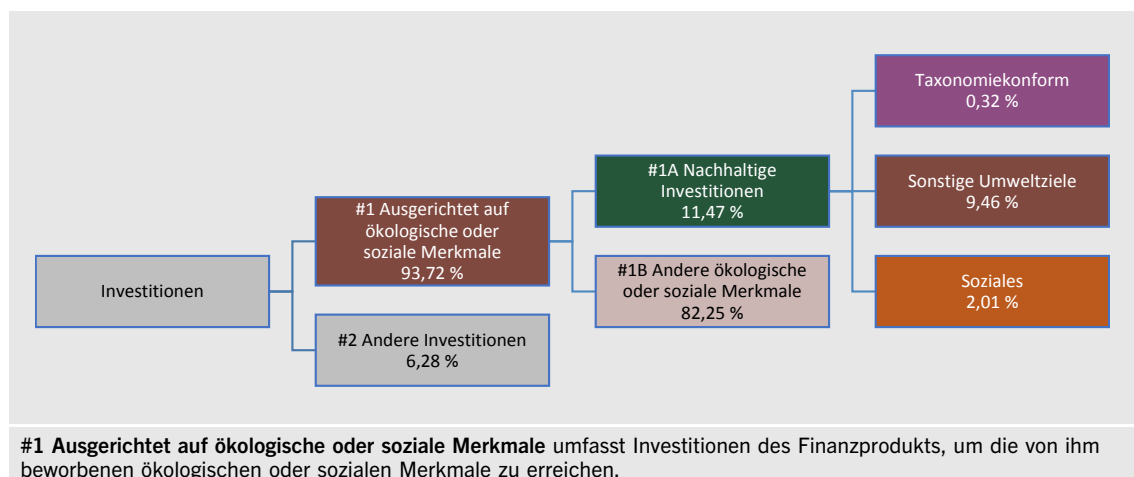 Investitionen
#1 Ausgerichtet auf
ökologische oder
soziale Merkmale
93,72 %
#2 Andere Investitionen
6,28 %
#1A Nachhaltige
Investitionen
11,47 %
#1B Andere ökologische
oder soziale Merkmale
82,25 %
Taxonomiekonform
0,32 %
Sonstige Umweltziele
9,46 %
Soziales
2,01 %
#1 Ausgerichtet auf ökologische oder soziale Merkmale umfasst Investitionen des Finanzprodukts, um die von ihm
beworbenen ökologischen oder sozialen Merkmale zu erreichen.